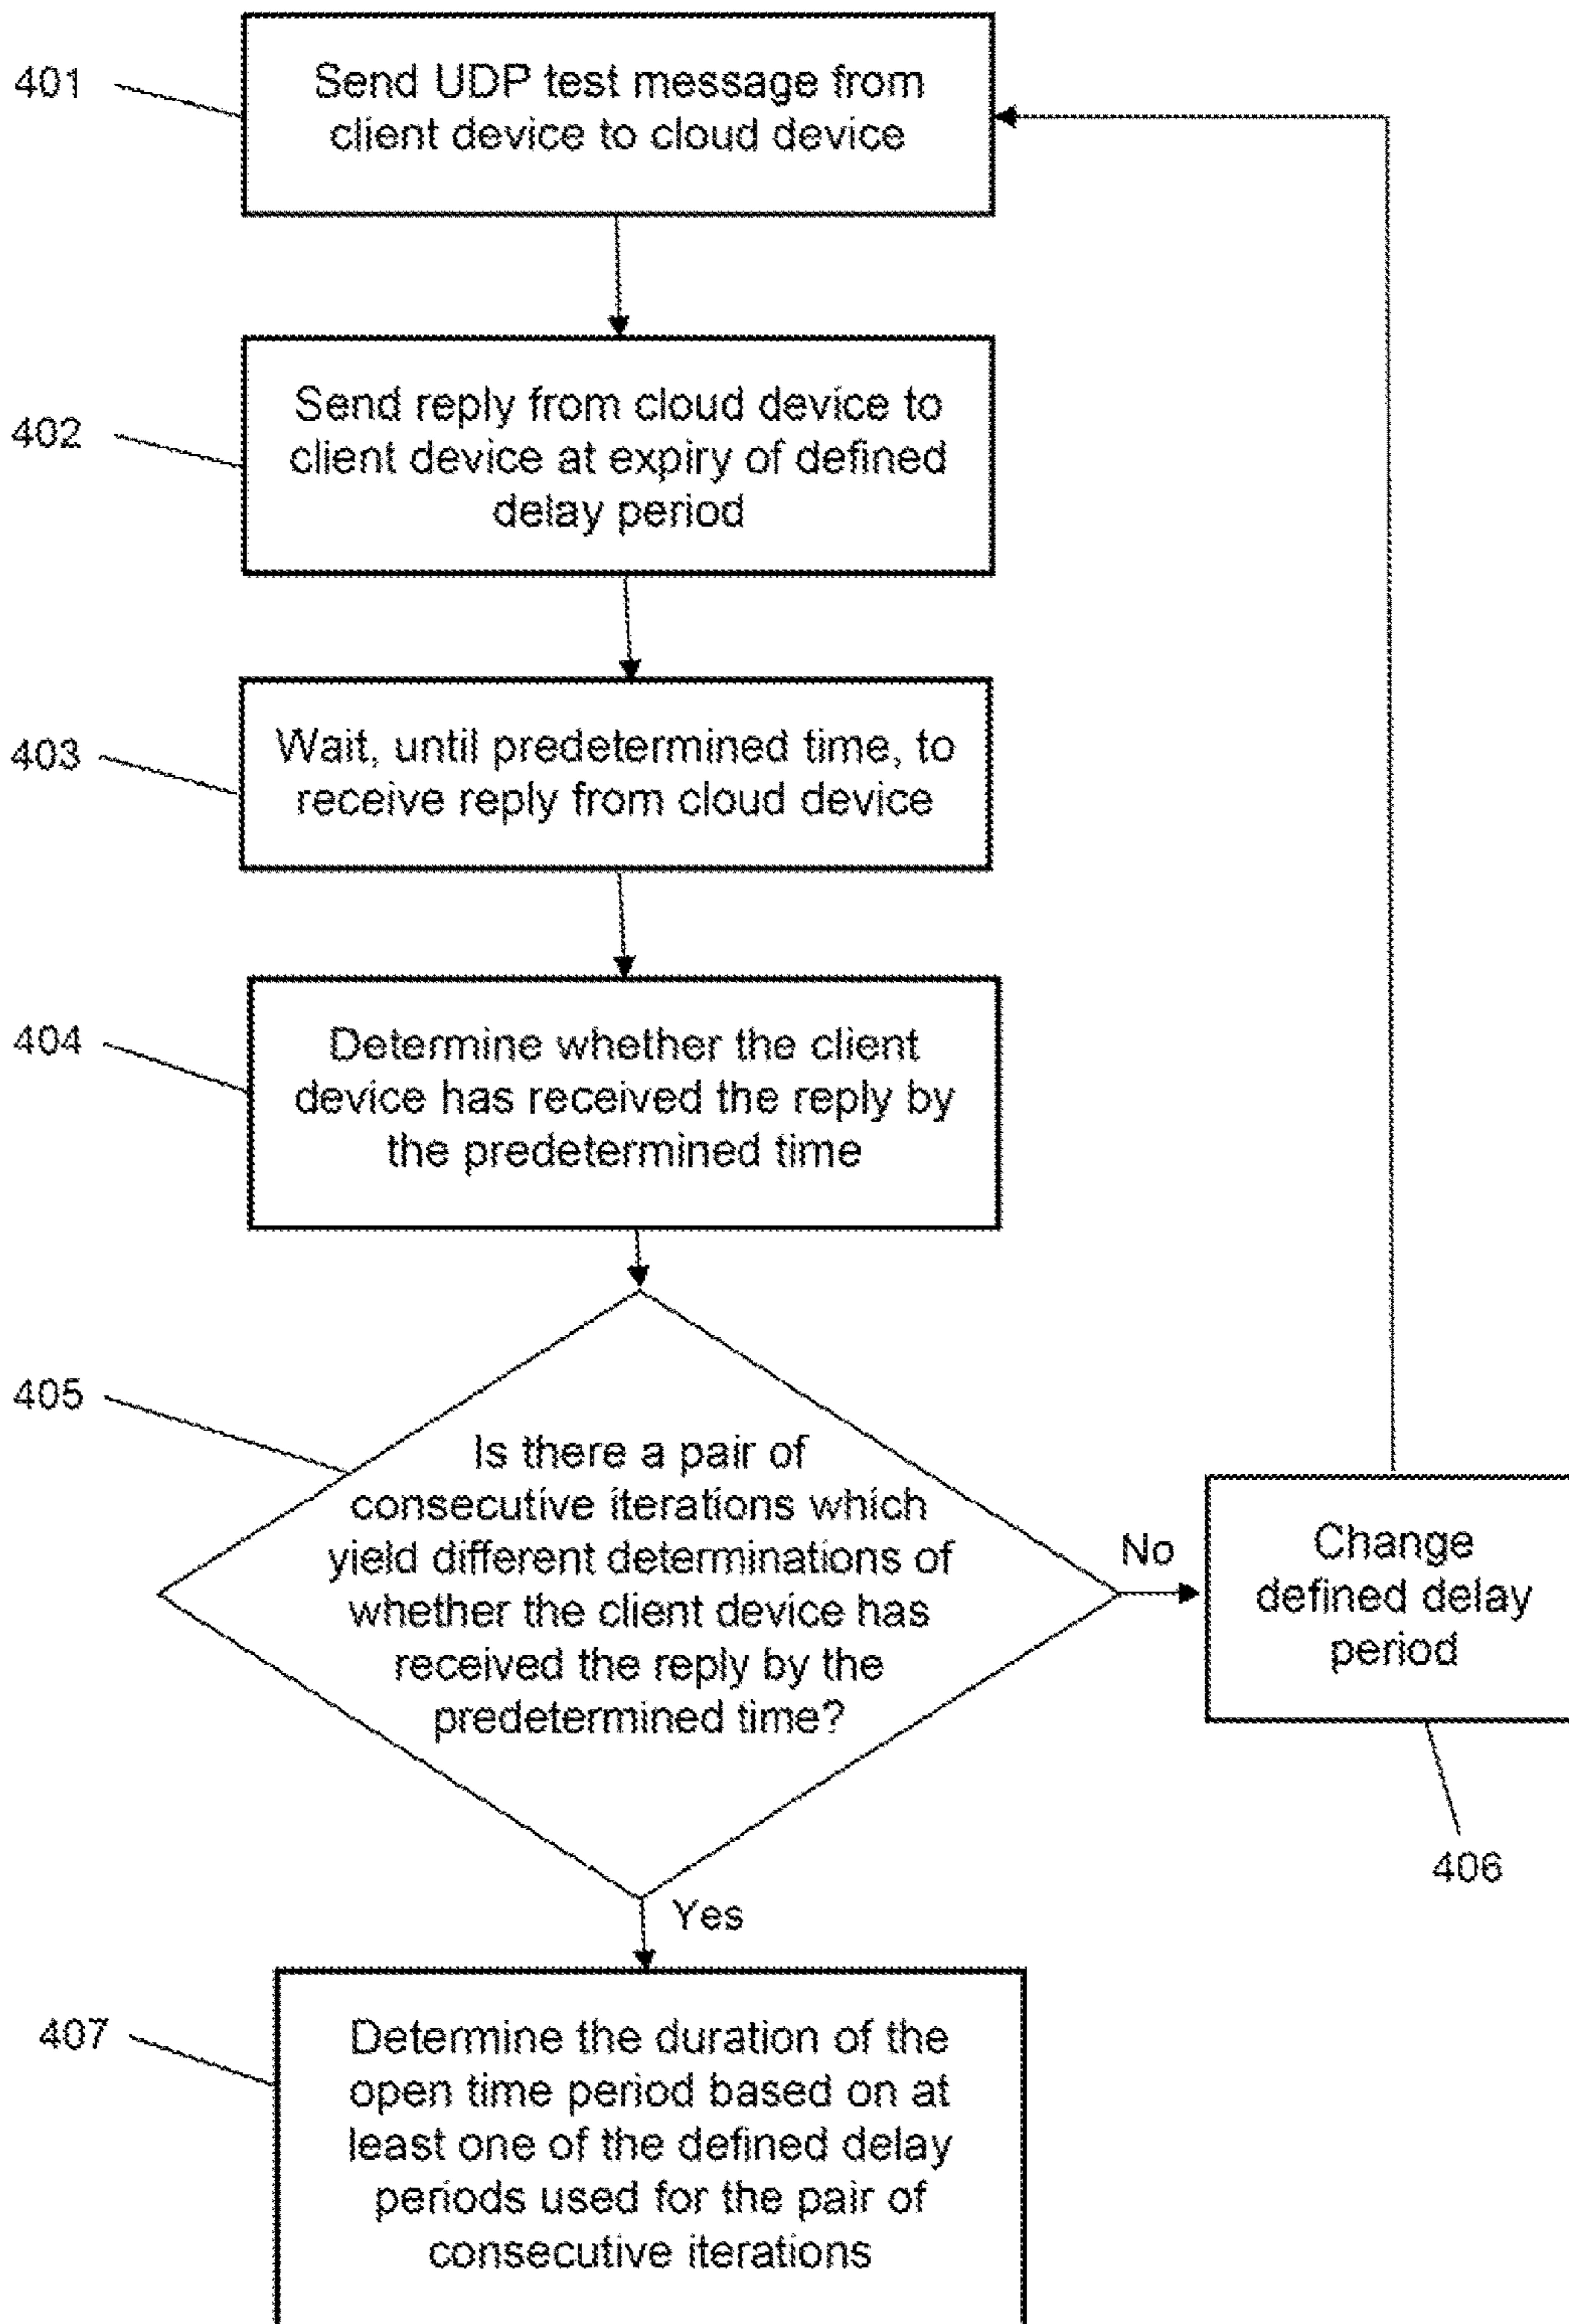 401
Send UDP test message from
client device to cloud device
402
Send reply from cloud device to
client device at expiry of defined
delay period
403
Wait, until predetermined time, to
receive reply from cloud device
404
Determine whether the client
device has received the reply by
the predetermined time
405
Is there a pair of
consecutive iterations which
yield different determinations of
whether the client device has
received the reply by the
predetermined time?
No
Change
defined delay
period
406
Yes
407
Determine the duration of the
open time period based on at
least one of the defined delay
periods used for the pair of
consecutive iterations